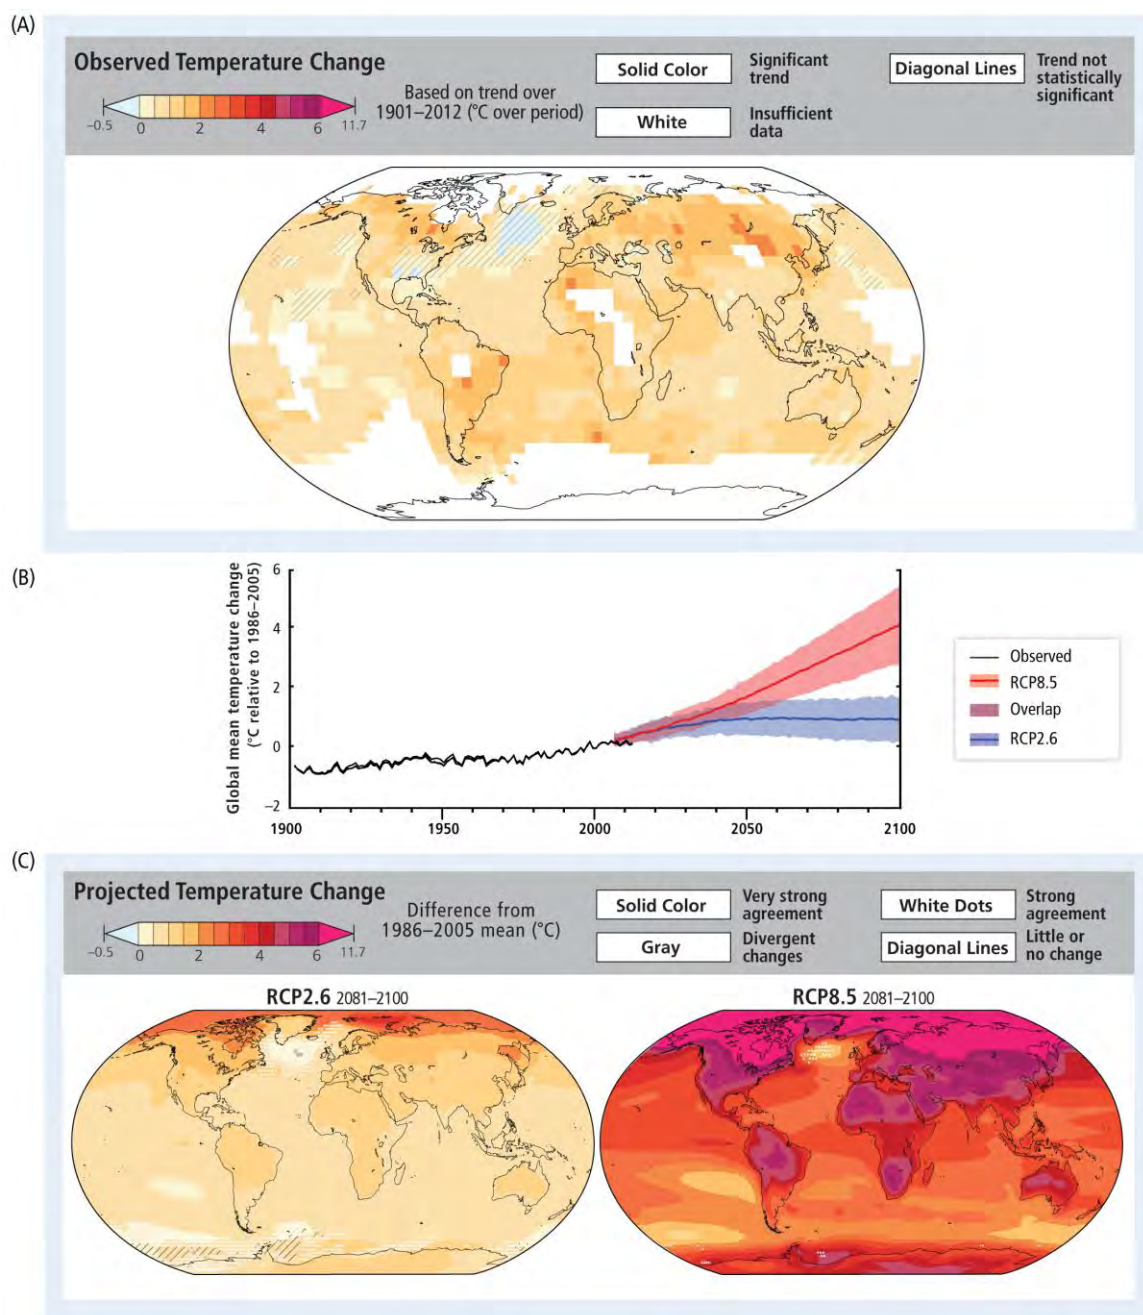 (A)
Observed Temperature Change
−0.5 0 2 4 6 11.7
Based on trend over
1901–2012 (°C over period)
Solid Color
Significant
trend
White
Insufficient
data
Diagonal Lines
Trend not
statistically
significant
(B)
Global mean temperature change
(°C relative to 1986–2005)
6
4
2
0
−2
1900 1950 2000 2050 2100
Observed
RCP8.5
Overlap
RCP2.6
(C)
Projected Temperature Change
−0.5 0 2 4 6 11.7
Difference from
1986–2005 mean (°C)
Solid Color
Very strong
agreement
Gray
Divergent
changes
White Dots
Strong
agreement
Diagonal Lines
Little or
no change
RCP2.6 2081–2100
RCP8.5 2081–2100